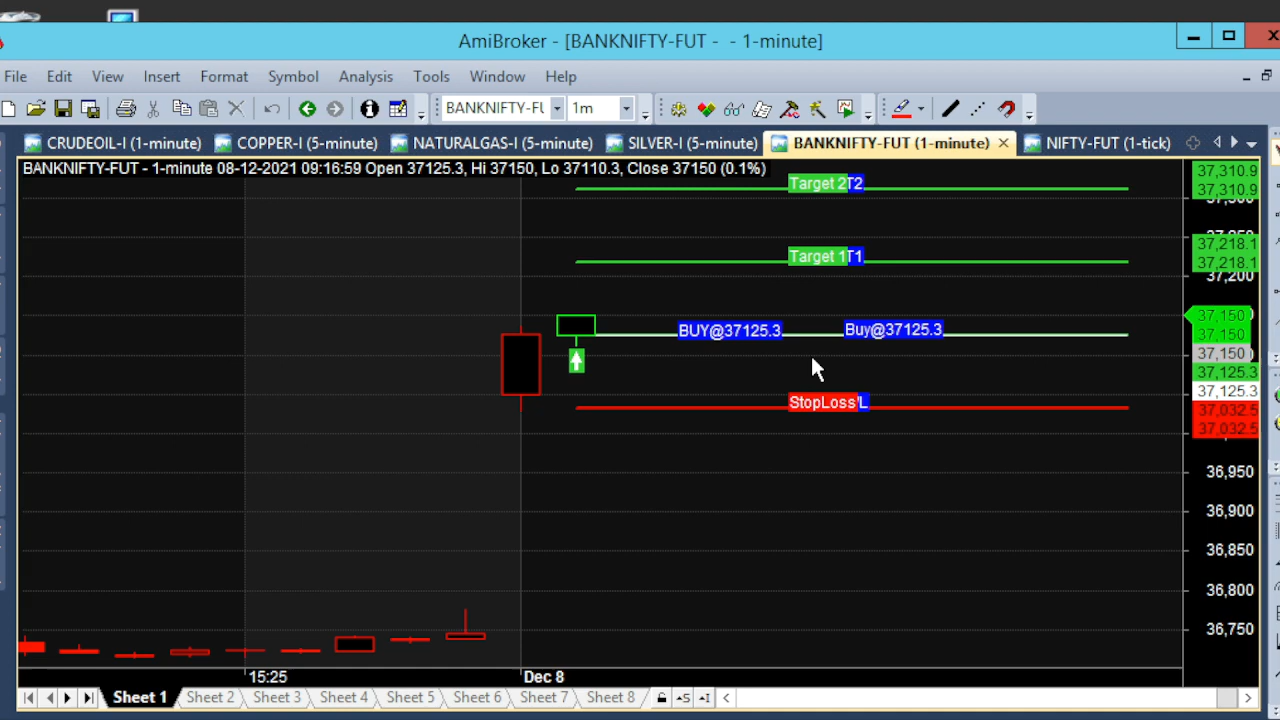 AmiBroker - [BANKNIFTY-FUT - - 1-minute]
File Edit View Insert Format Symbol Analysis Tools Window Help
BANKNIFTY-FU 1m
CRUDEOIL-I (1-minute) COPPER-I (5-minute) NATURALGAS-I (5-minute) SILVER-I (5-minute) BANKNIFTY-FUT (1-minute) NIFTY-FUT (1-tick)
BANKNIFTY-FUT - 1-minute 08-12-2021 09:16:59 Open 37125.3, Hi 37150, Lo 37110.3, Close 37150 (0.1%)
37,310.9
Target 2 T2
37,310.9
37,218.1
Target 1 T1
37,218.1
37,200
37,150
BUY@37125.3 Buy@37125.3
37,150
37,150
37,125.3
37,125.3
StopLoss L
37,032.5
37,032.5
36,950
36,900
36,850
36,800
36,750
15:25 Dec 8
Sheet 1 Sheet 2 Sheet 3 Sheet 4 Sheet 5 Sheet 6 Sheet 7 Sheet 8